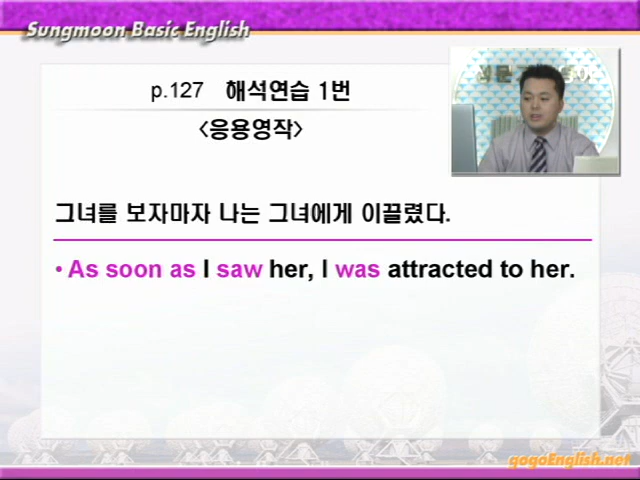 Sungmoon Basic English
p.127 해석연습 1번
<응용영작>
그녀를 보자마자 나는 그녀에게 이끌렸다.
• As soon as I saw her, I was attracted to her.
gogoEnglish.net